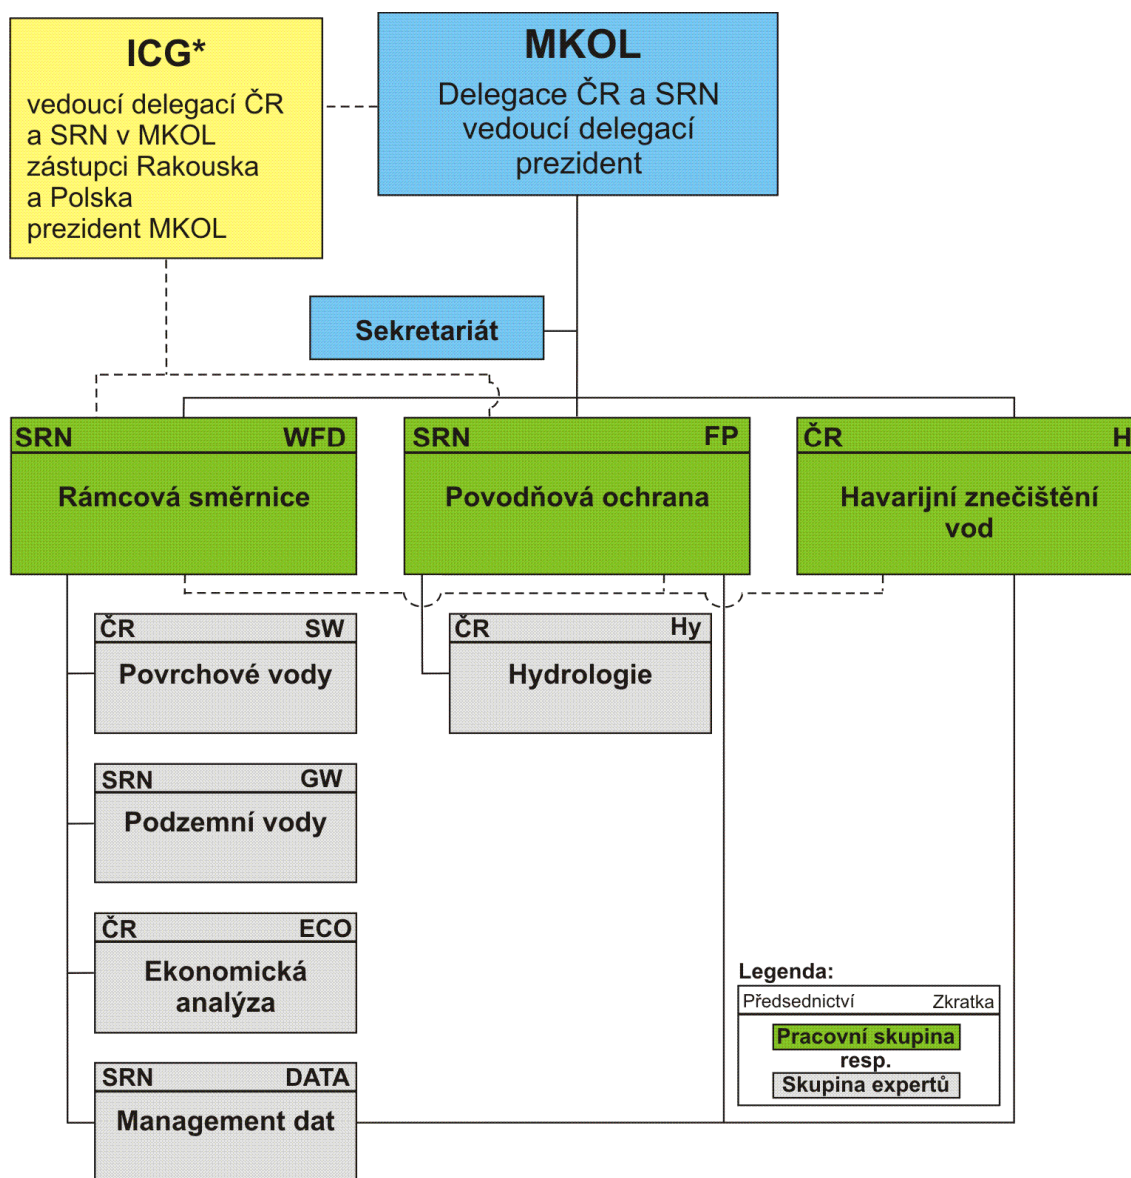 ICG*
vedoucí delegací ČR
a SRN v MKOL
zástupci Rakouska
a Polska
prezident MKOL
MKOL
Delegace ČR a SRN
vedoucí delegací
prezident
Sekretariát
SRN WFD
Rámcová směrnice
SRN FP
Povodňová ochrana
ČR H
Havarijní znečištění
vod
ČR SW
Povrchové vody
ČR Hy
Hydrologie
SRN GW
Podzemní vody
ČR ECO
Ekonomická
analýza
SRN DATA
Management dat
Legenda:
Předsednictví Zkratka
Pracovní skupina
resp.
Skupina expertů